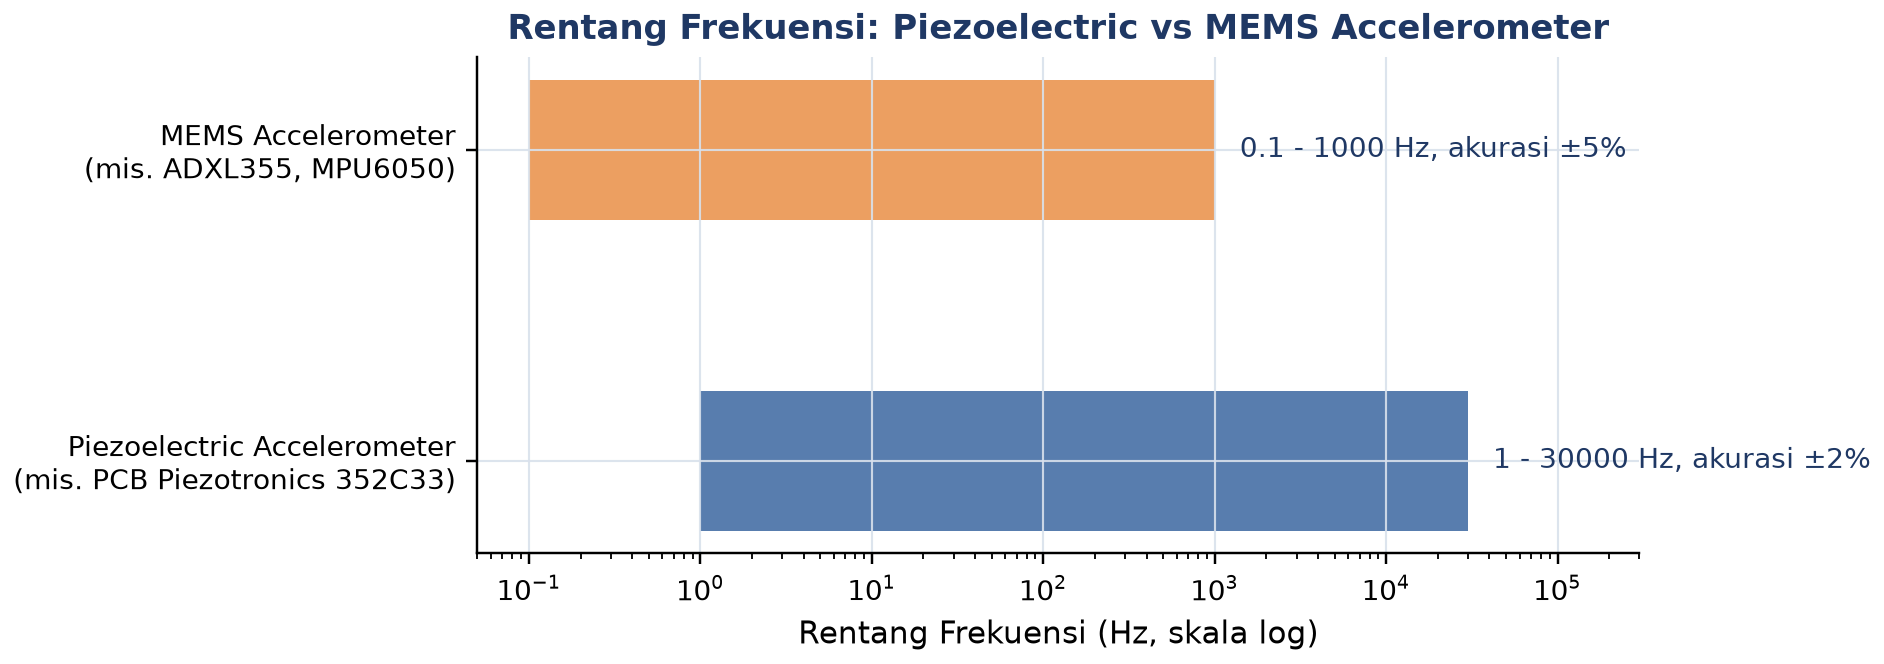 Rentang Frekuensi: Piezoelectric vs MEMS Accelerometer
MEMS Accelerometer
(mis. ADXL355, MPU6050)
0.1 - 1000 Hz, akurasi ±5%
Piezoelectric Accelerometer
(mis. PCB Piezotronics 352C33)
1 - 30000 Hz, akurasi ±2%
10⁻¹ 10⁰ 10¹ 10² 10³ 10⁴ 10⁵
Rentang Frekuensi (Hz, skala log)